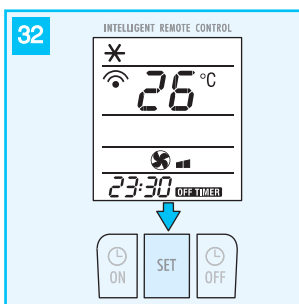 32
INTELLIGENT REMOTE CONTROL
26 °C
23:30 OFF TIMER
ON
SET
OFF